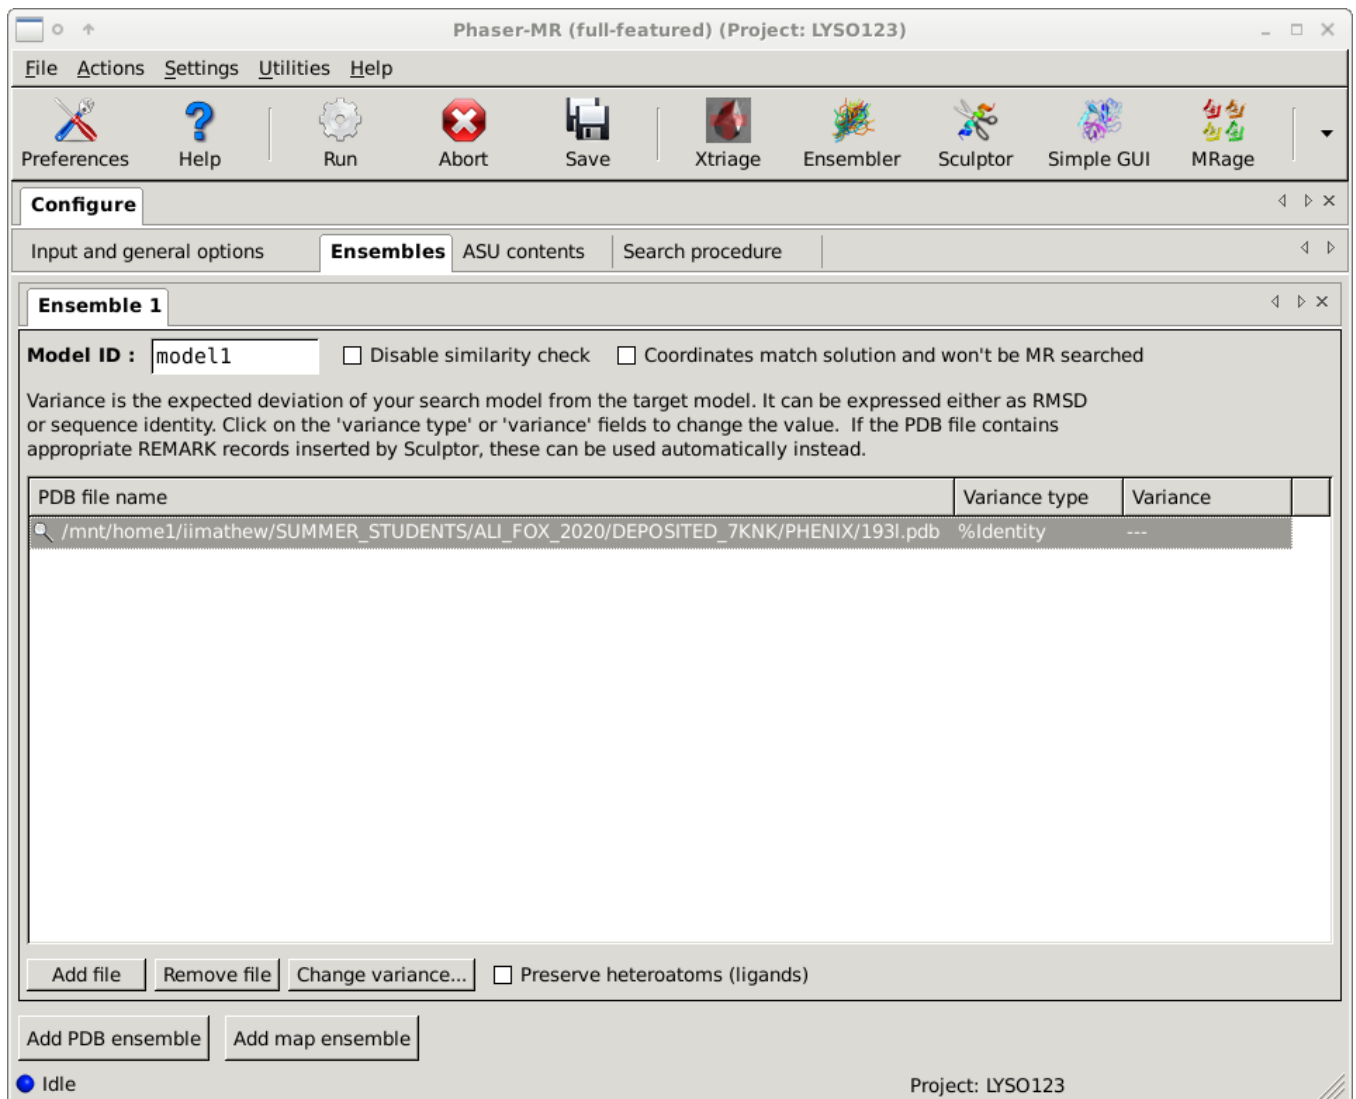 Phaser-MR (full-featured) (Project: LYSO123)
File Actions Settings Utilities Help
Preferences Help Run Abort Save Xtriage Ensembler Sculptor Simple GUI MRage
Configure
Input and general options Ensembles ASU contents Search procedure
Ensemble 1
Model ID : model1 Disable similarity check Coordinates match solution and won't be MR searched
Variance is the expected deviation of your search model from the target model. It can be expressed either as RMSD
or sequence identity. Click on the 'variance type' or 'variance' fields to change the value. If the PDB file contains
appropriate REMARK records inserted by Sculptor, these can be used automatically instead.
PDB file name Variance type Variance
/mnt/home1/iimathew/SUMMER_STUDENTS/ALI_FOX_2020/DEPOSITED_7KNK/PHENIX/193l.pdb %Identity ---
Add file Remove file Change variance... Preserve heteroatoms (ligands)
Add PDB ensemble Add map ensemble
Idle Project: LYSO123